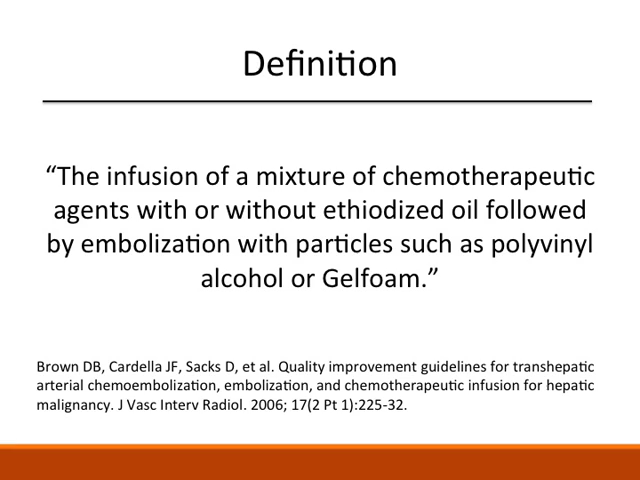 Definition
“The infusion of a mixture of chemotherapeutic
agents with or without ethiodized oil followed
by embolization with particles such as polyvinyl
alcohol or Gelfoam.”
Brown DB, Cardella JF, Sacks D, et al. Quality improvement guidelines for transhepatic
arterial chemoembolization, embolization, and chemotherapeutic infusion for hepatic
malignancy. J Vasc Interv Radiol. 2006; 17(2 Pt 1):225-32.